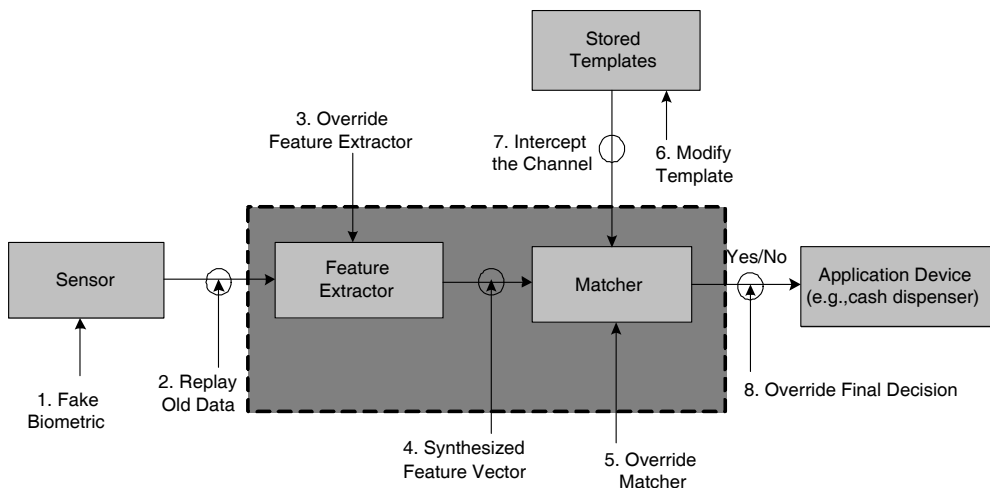 Stored
Templates
3. Override
Feature Extractor
7. Intercept
the Channel
6. Modify
Template
Sensor
Feature
Extractor
Matcher
Yes/No
Application Device
(e.g.,cash dispenser)
1. Fake
Biometric
2. Replay
Old Data
4. Synthesized
Feature Vector
5. Override
Matcher
8. Override Final Decision